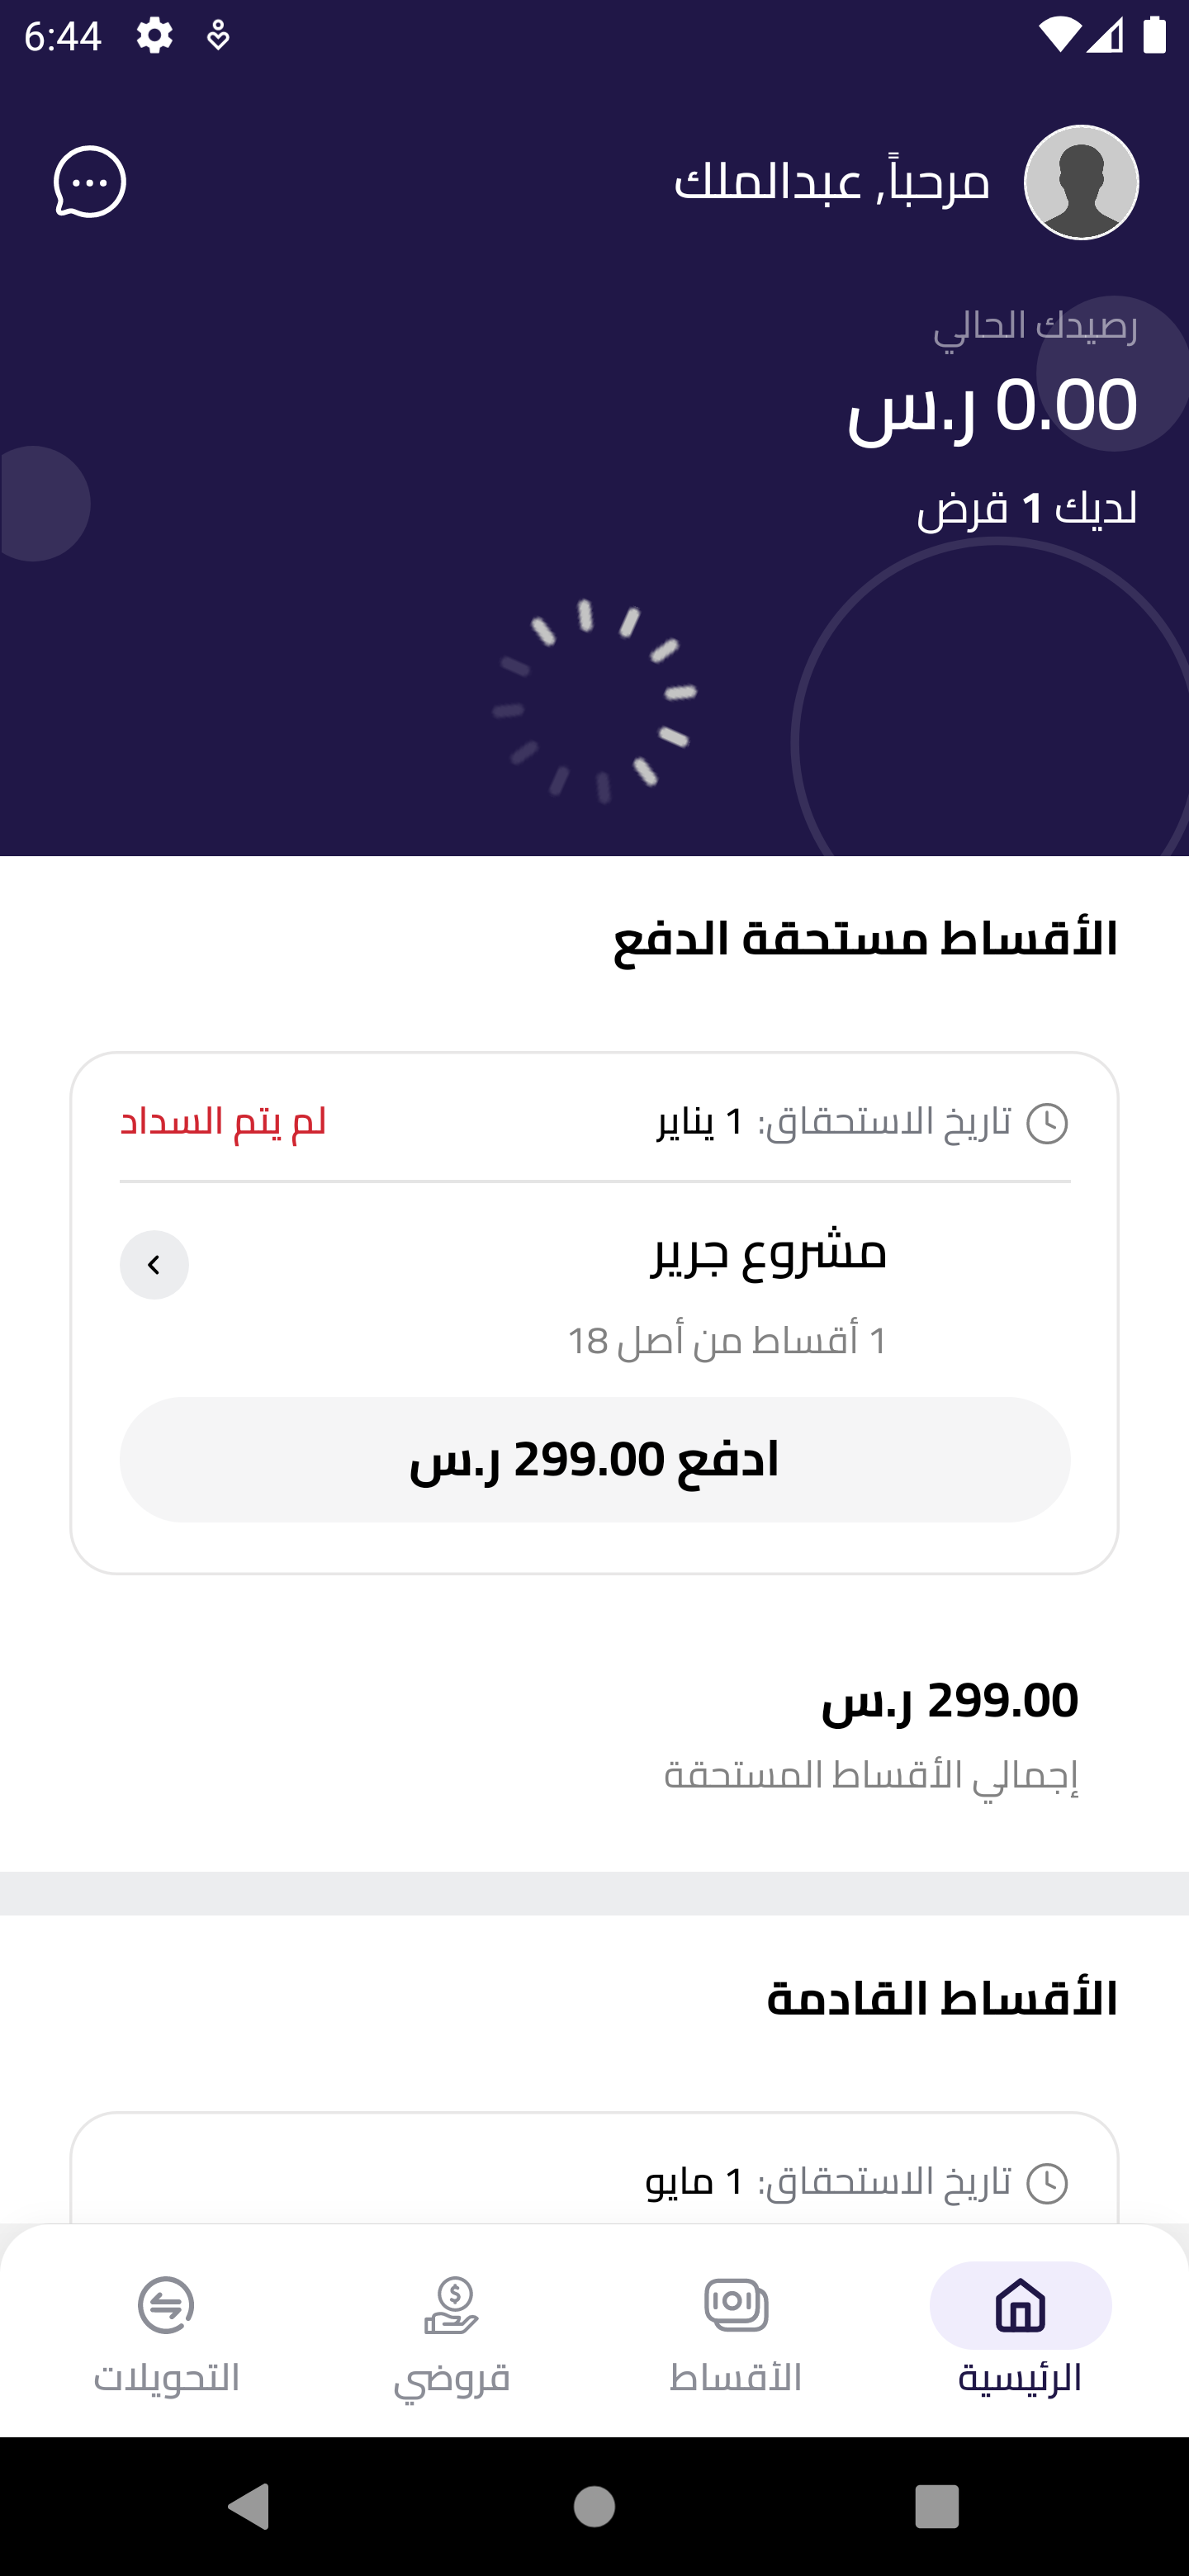 6:44
مرحباً, عبدالملك
رصيدك الحالي
0.00 ر.س
لديك 1 قرض
الأقساط مستحقة الدفع
تاريخ الاستحقاق: 1 يناير
لم يتم السداد
مشروع جرير
1 أقساط من أصل 18
ادفع 299.00 ر.س
299.00 ر.س
إجمالي الأقساط المستحقة
الأقساط القادمة
تاريخ الاستحقاق: 1 مايو
الرئيسية
الأقساط
قروضي
التحويلات